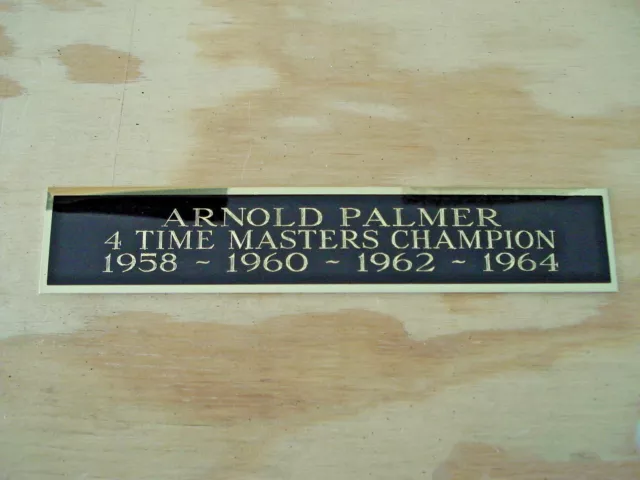 ARNOLD PALMER
4 TIME MASTERS CHAMPION
1958 ~ 1960 ~ 1962 ~ 1964